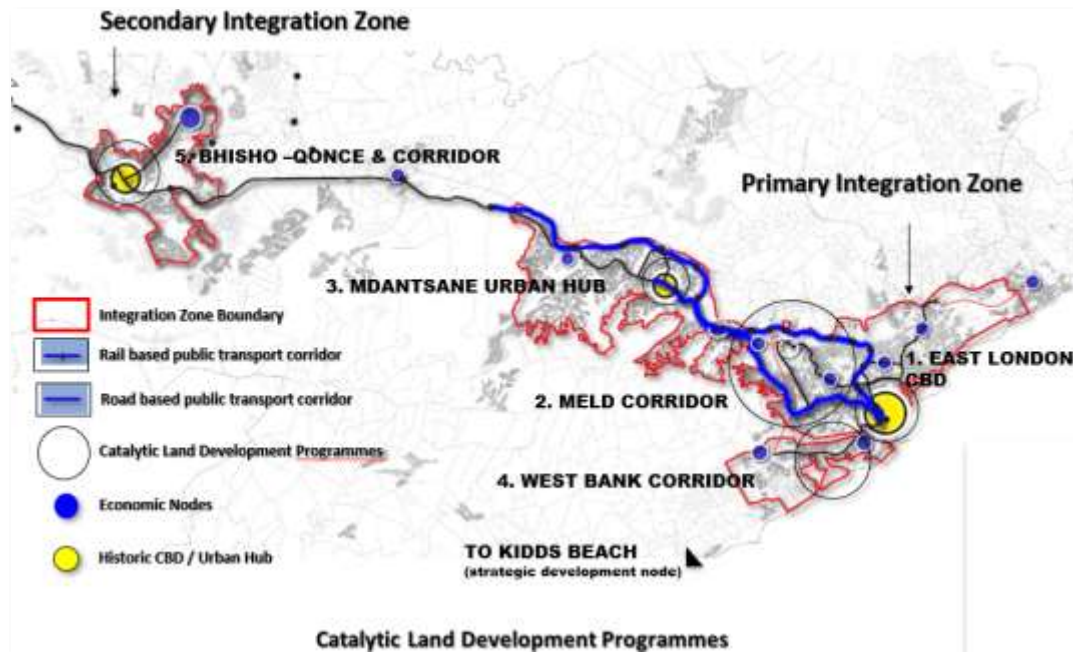 Secondary Integration Zone
5. BHISHO –QONCE & CORRIDOR
Primary Integration Zone
3. MDANTSANE URBAN HUB
Integration Zone Boundary
Rail based public transport corridor
1. EAST LONDON
CBD
Road based public transport corridor
2. MELD CORRIDOR
Catalytic Land Development Programmes
4. WEST BANK CORRIDOR
Economic Nodes
TO KIDDS BEACH
(strategic development node)
Historic CBD / Urban Hub
Catalytic Land Development Programmes